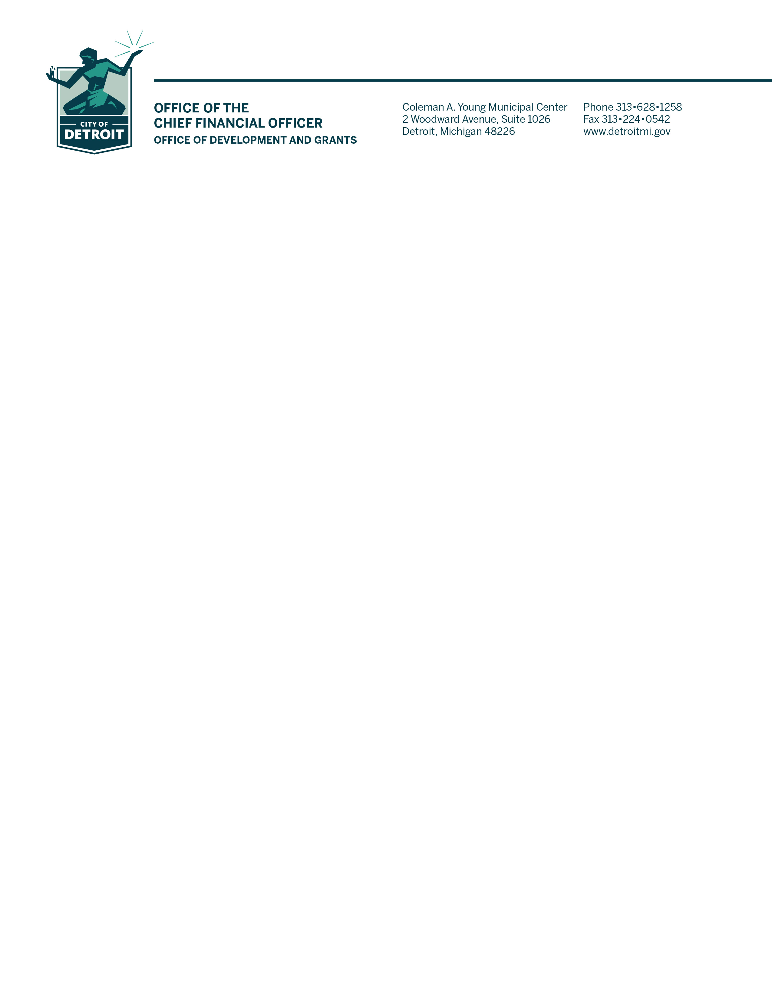 CITY OF
DETROIT
OFFICE OF THE
CHIEF FINANCIAL OFFICER
OFFICE OF DEVELOPMENT AND GRANTS
Coleman A. Young Municipal Center
2 Woodward Avenue, Suite 1026
Detroit, Michigan 48226
Phone 313•628•1258
Fax 313•224•0542
www.detroitmi.gov